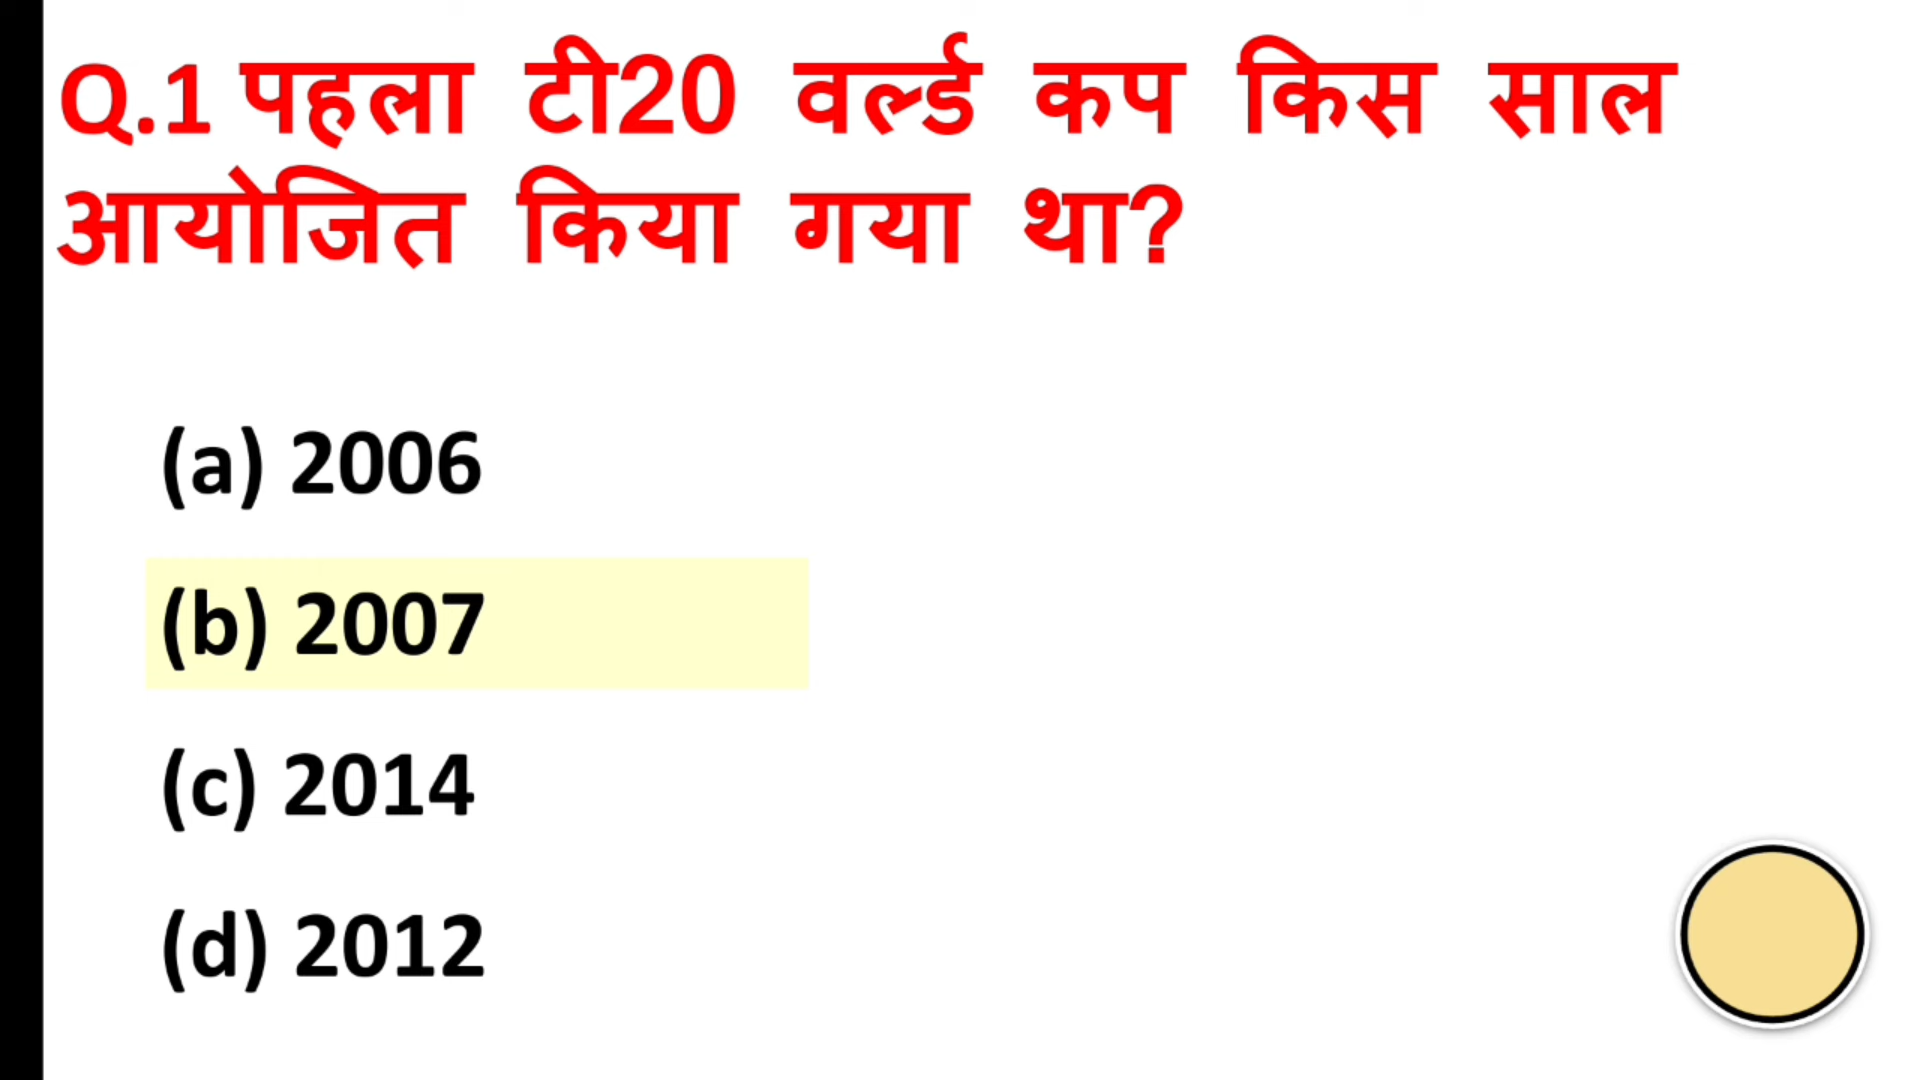 Q.1 पहला टी20 वर्ल्ड कप किस साल
आयोजित किया गया था?
(a) 2006
(b) 2007
(c) 2014
(d) 2012